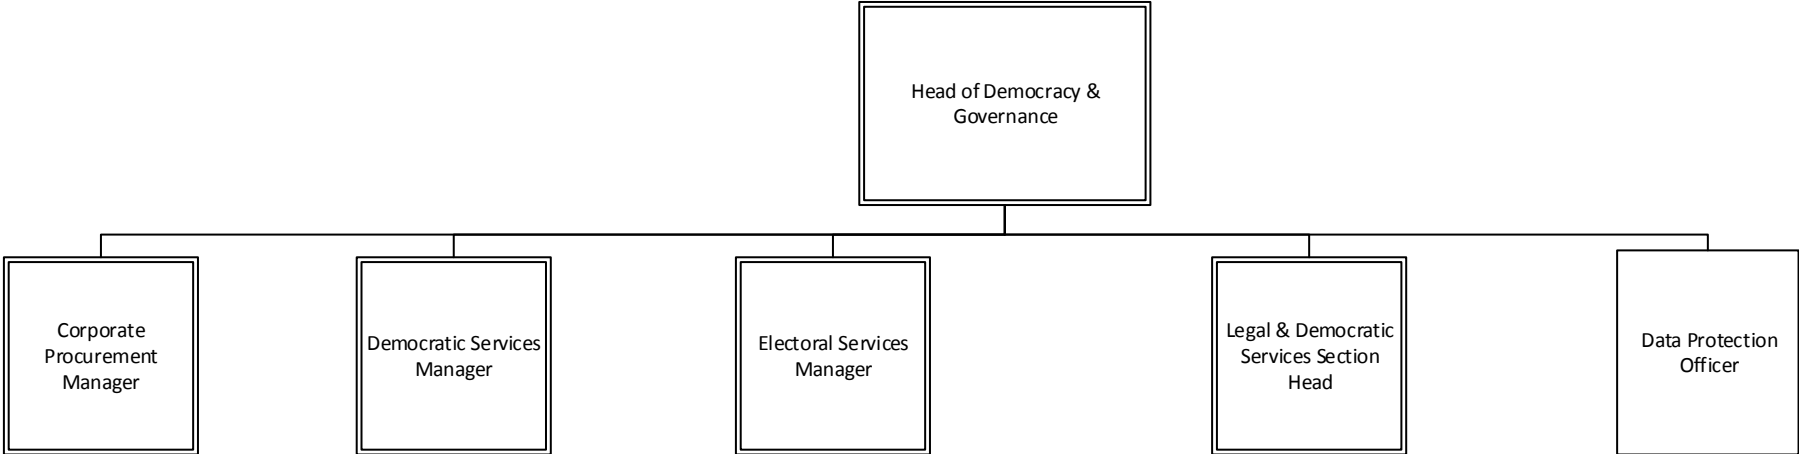 Head of Democracy &
Governance
Corporate
Procurement
Manager
Democratic Services
Manager
Electoral Services
Manager
Legal & Democratic
Services Section
Head
Data Protection
Officer